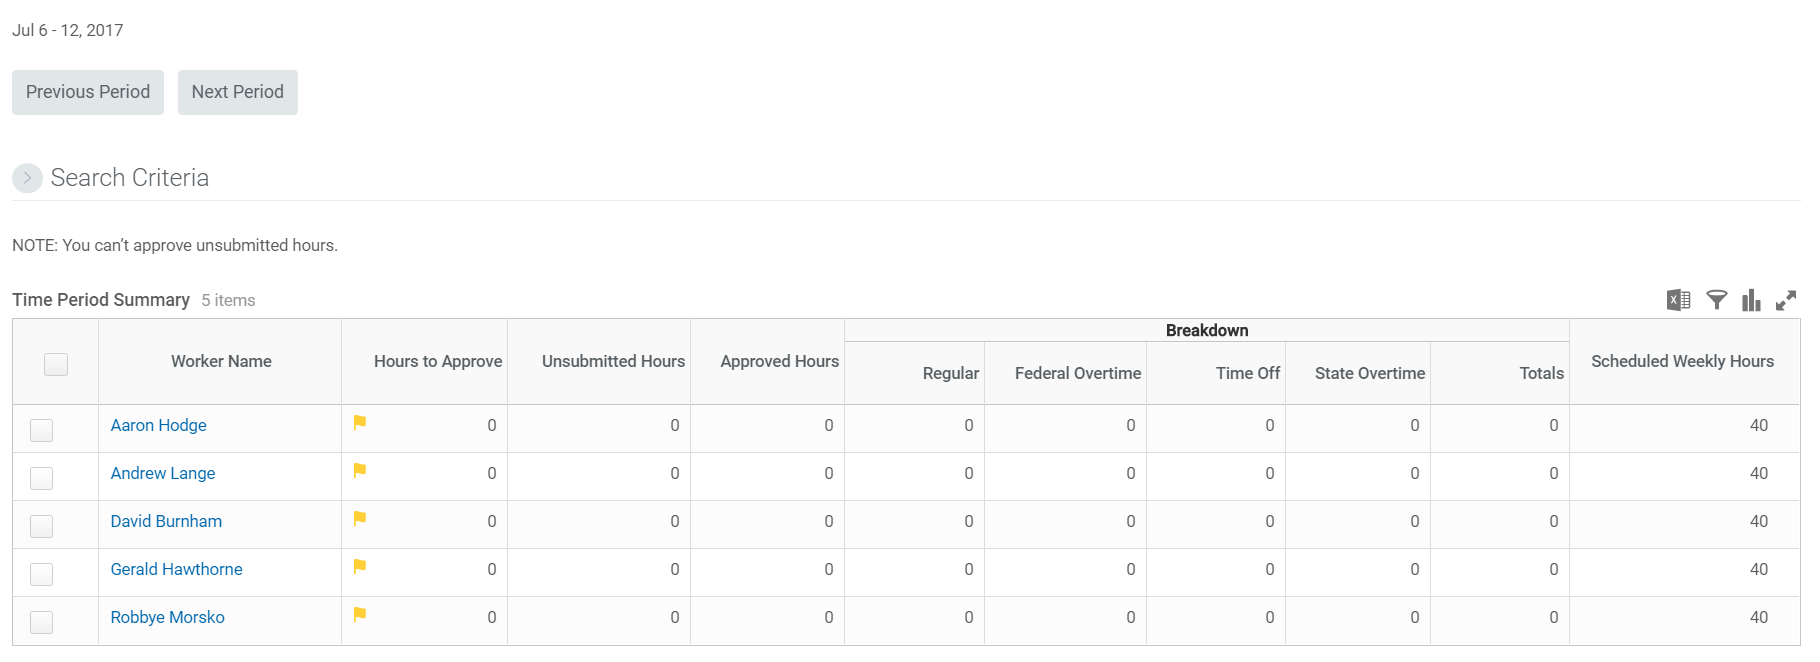 Jul 6 - 12, 2017
Previous Period Next Period
Search Criteria
NOTE: You can’t approve unsubmitted hours.
Time Period Summary 5 items
Breakdown
Worker Name Hours to Approve Unsubmitted Hours Approved Hours Regular Federal Overtime Time Off State Overtime Totals Scheduled Weekly Hours
Aaron Hodge 0 0 0 0 0 0 0 0 40
Andrew Lange 0 0 0 0 0 0 0 0 40
David Burnham 0 0 0 0 0 0 0 0 40
Gerald Hawthorne 0 0 0 0 0 0 0 0 40
Robbye Morsko 0 0 0 0 0 0 0 0 40